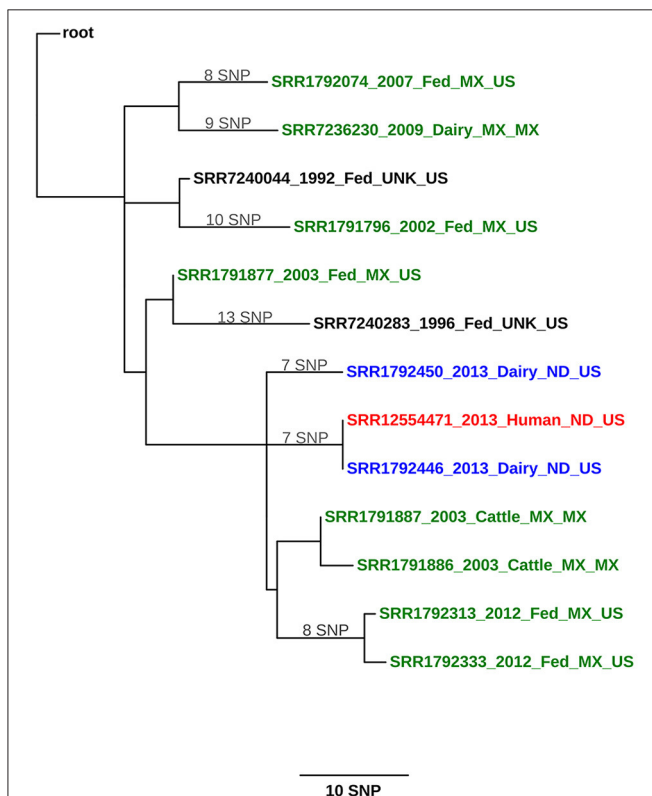 root
8 SNP
SRR1792074_2007_Fed_MX_US
9 SNP
SRR7236230_2009_Dairy_MX_MX
SRR7240044_1992_Fed_UNK_US
10 SNP
SRR1791796_2002_Fed_MX_US
SRR1791877_2003_Fed_MX_US
13 SNP
SRR7240283_1996_Fed_UNK_US
7 SNP
SRR1792450_2013_Dairy_ND_US
SRR12554471_2013_Human_ND_US
7 SNP
SRR1792446_2013_Dairy_ND_US
SRR1791887_2003_Cattle_MX_MX
SRR1791886_2003_Cattle_MX_MX
SRR1792313_2012_Fed_MX_US
8 SNP
SRR1792333_2012_Fed_MX_US
10 SNP